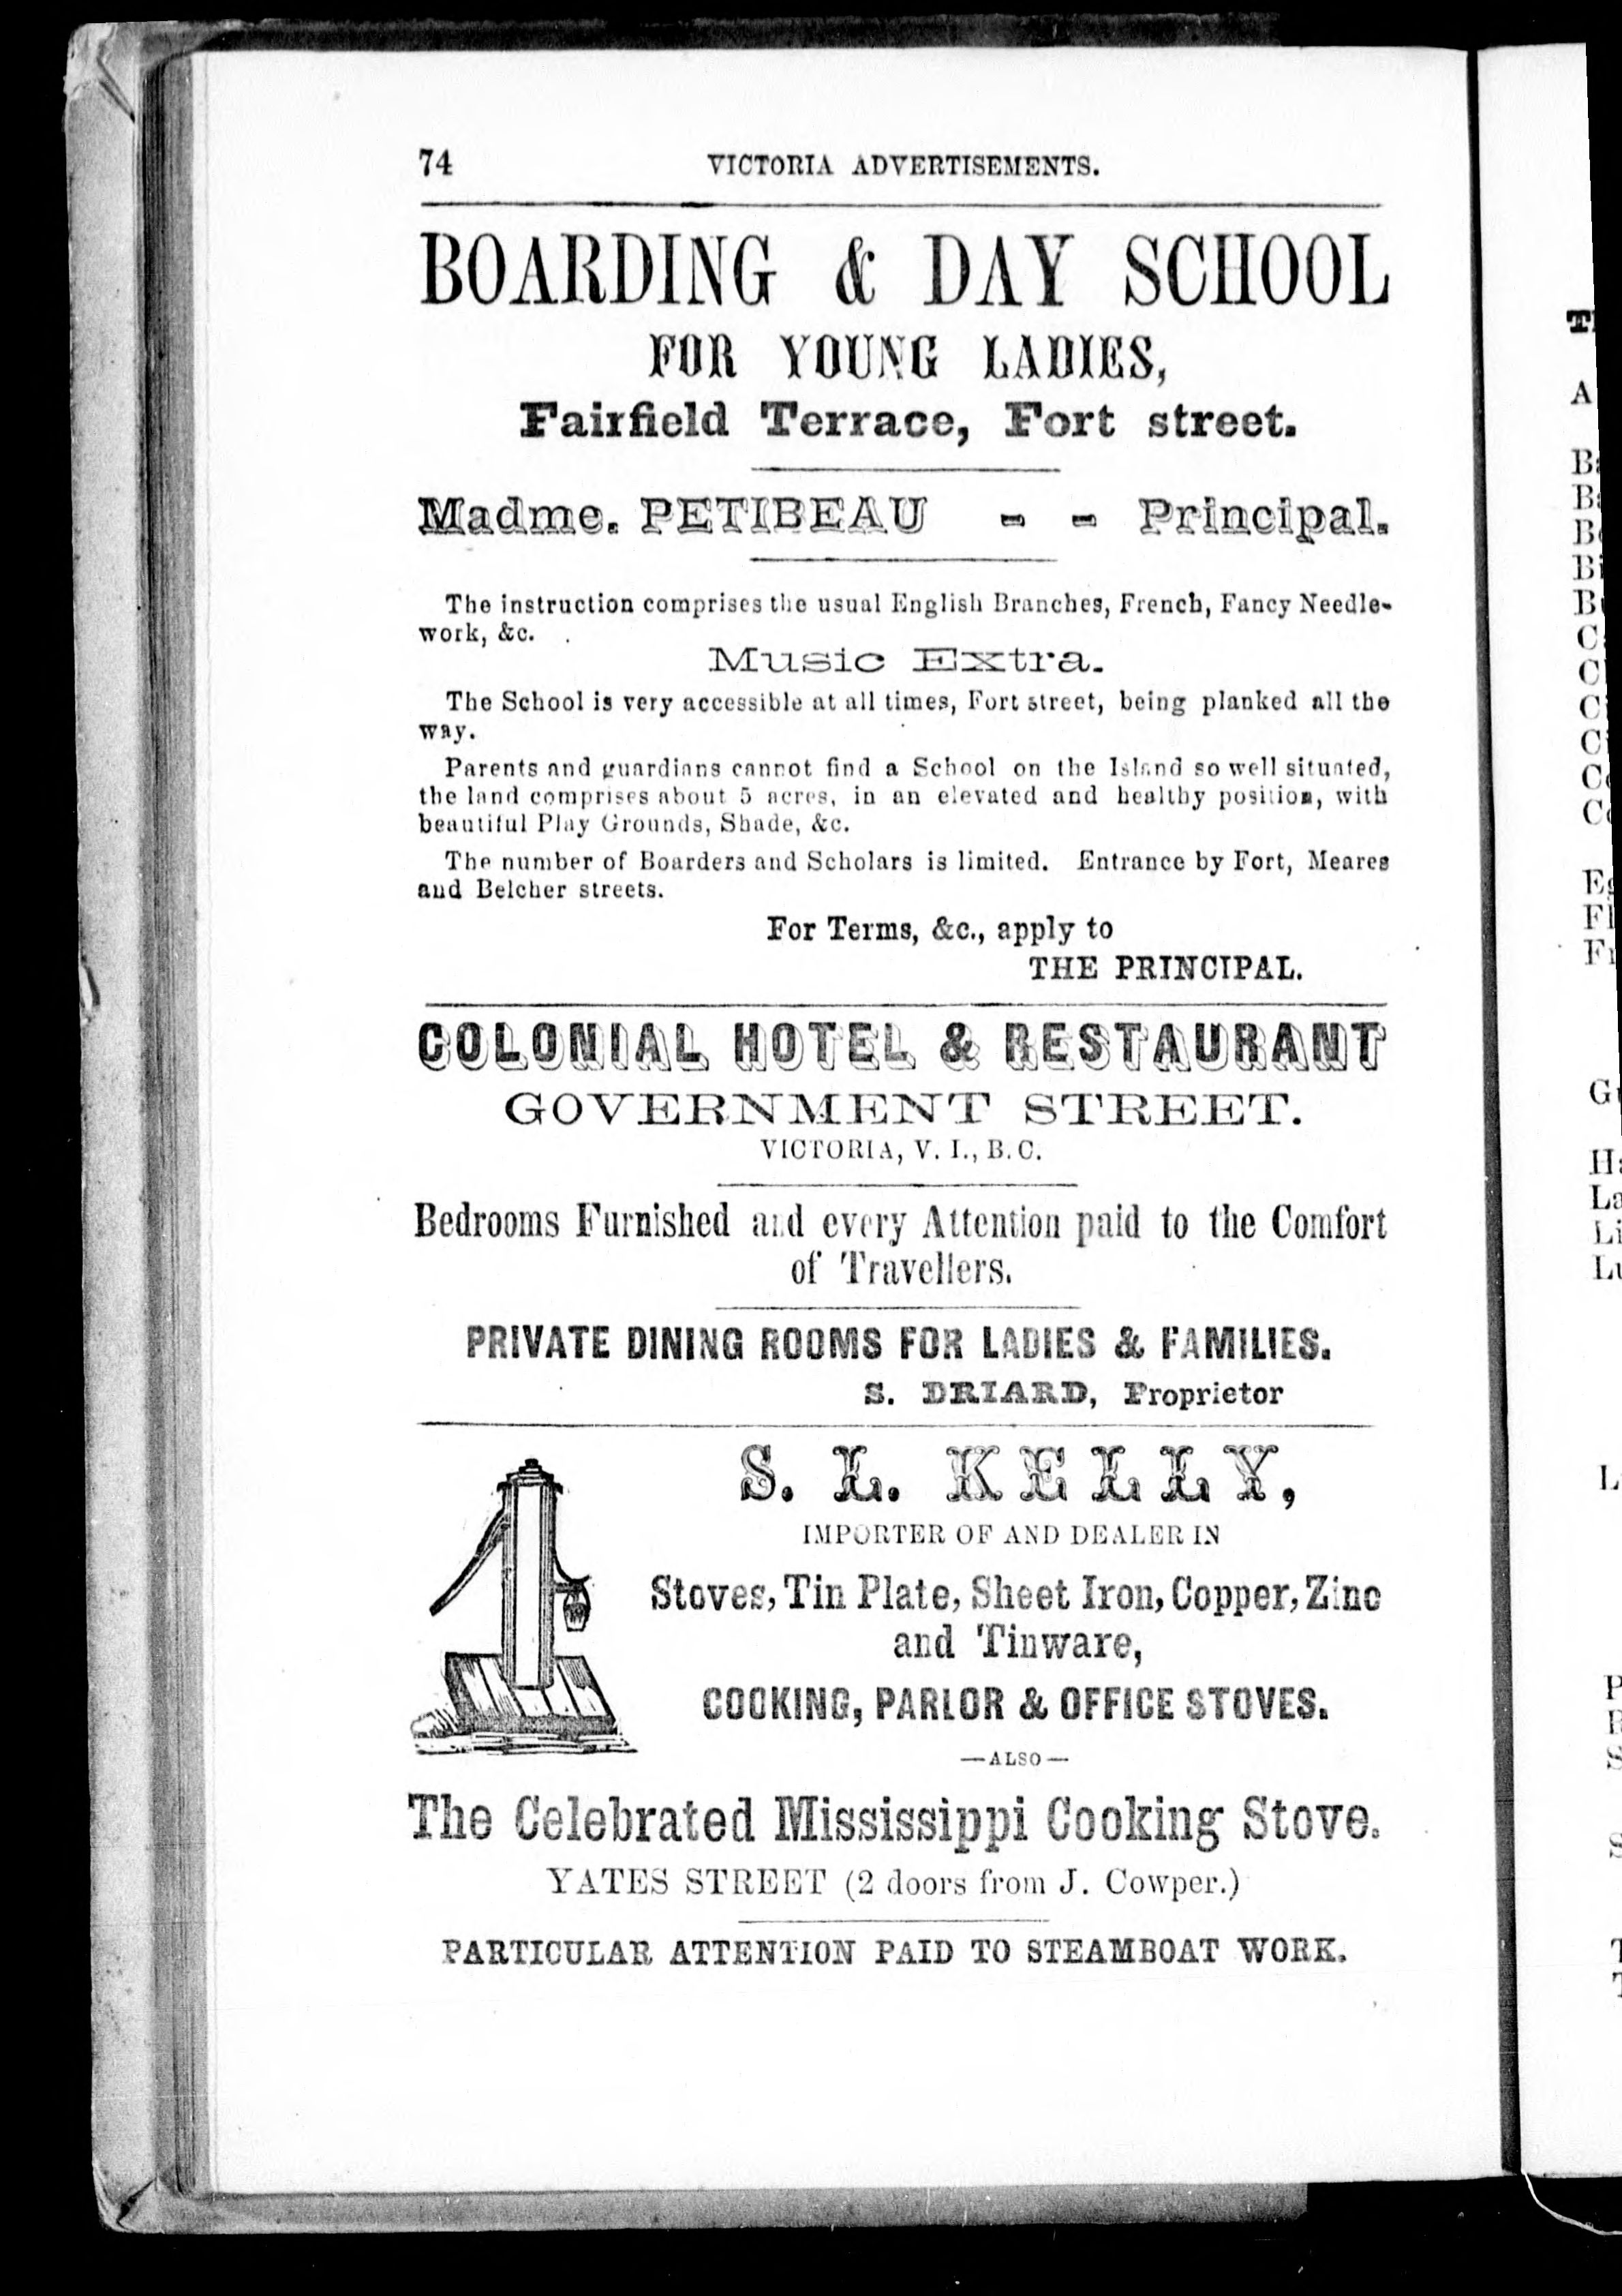 74 VICTORIA ADVERTISEMENTS.
BOARDING & DAY SCHOOL
FOR YOUNG LADIES,
Fairfield Terrace, Fort street.
Madme. PETIBEAU - - Principal.
The instruction comprises the usual English Branches, French, Fancy Needle-
work, &c.
Music Extra.
The School is very accessible at all times, Fort street, being planked all the
way.
Parents and guardians cannot find a School on the Island so well situated,
the land comprises about 5 acres, in an elevated and healthy position, with
beautiful Play Grounds, Shade, &c.
The number of Boarders and Scholars is limited. Entrance by Fort, Meares
and Belcher streets.
For Terms, &c., apply to
THE PRINCIPAL.
COLONIAL HOTEL & RESTAURANT
GOVERNMENT STREET.
VICTORIA, V. I., B. C.
Bedrooms Furnished and every Attention paid to the Comfort
of Travellers.
PRIVATE DINING ROOMS FOR LADIES & FAMILIES.
S. DRIARD, Proprietor
S. L. KELLY,
IMPORTER OF AND DEALER IN
Stoves, Tin Plate, Sheet Iron, Copper, Zinc
and Tinware,
COOKING, PARLOR & OFFICE STOVES.
—ALSO—
The Celebrated Mississippi Cooking Stove.
YATES STREET (2 doors from J. Cowper.)
PARTICULAR ATTENTION PAID TO STEAMBOAT WORK.